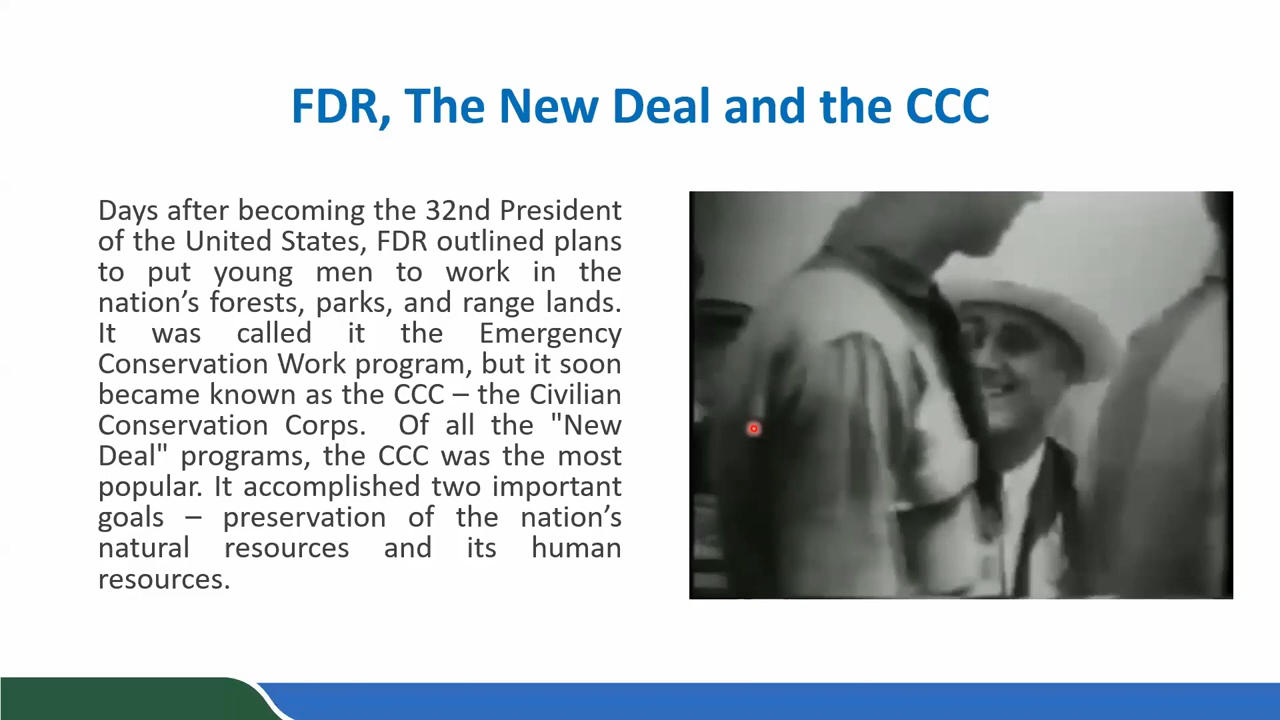 FDR, The New Deal and the CCC
Days after becoming the 32nd President
of the United States, FDR outlined plans
to put young men to work in the
nation’s forests, parks, and range lands.
It was called it the Emergency
Conservation Work program, but it soon
became known as the CCC – the Civilian
Conservation Corps.  Of all the "New
Deal" programs, the CCC was the most
popular. It accomplished two important
goals – preservation of the nation’s
natural resources and its human
resources.